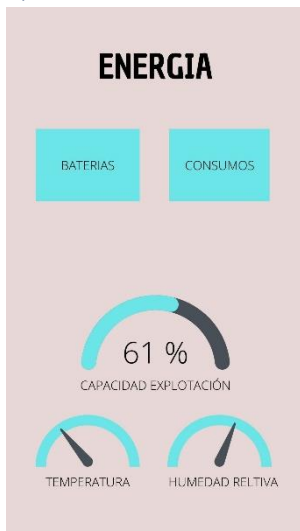 ENERGIA
BATERIAS
CONSUMOS
61 %
CAPACIDAD EXPLOTACIÓN
TEMPERATURA
HUMEDAD RELTIVA